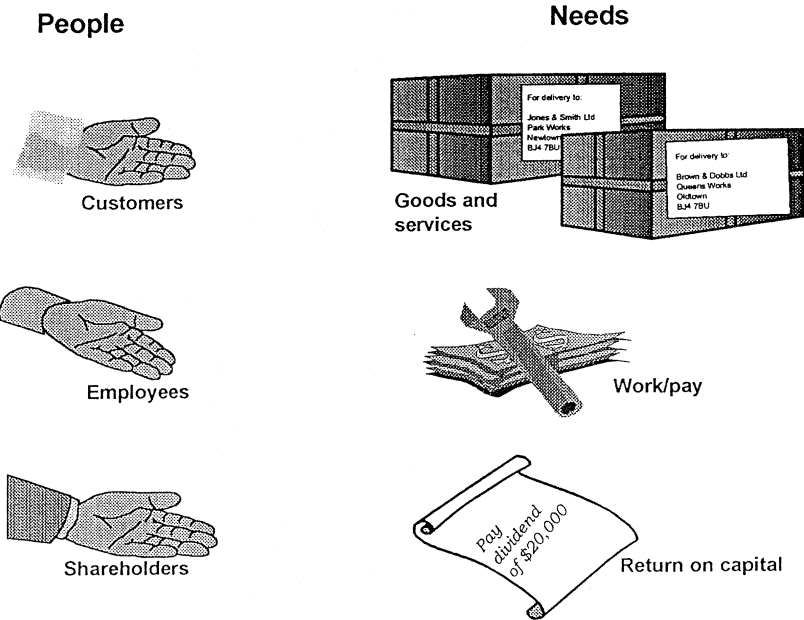 People
Needs
For delivery to:
Jones & Smith Ltd
Park Works
Newtown
BJ4 7BU
For delivery to:
Brown & Dobbs Ltd
Queens Works
Oldtown
BJ4 7BU
Customers
Goods and
services
Employees
Work/pay
Pay
dividend
of $20,000
Shareholders
Return on capital